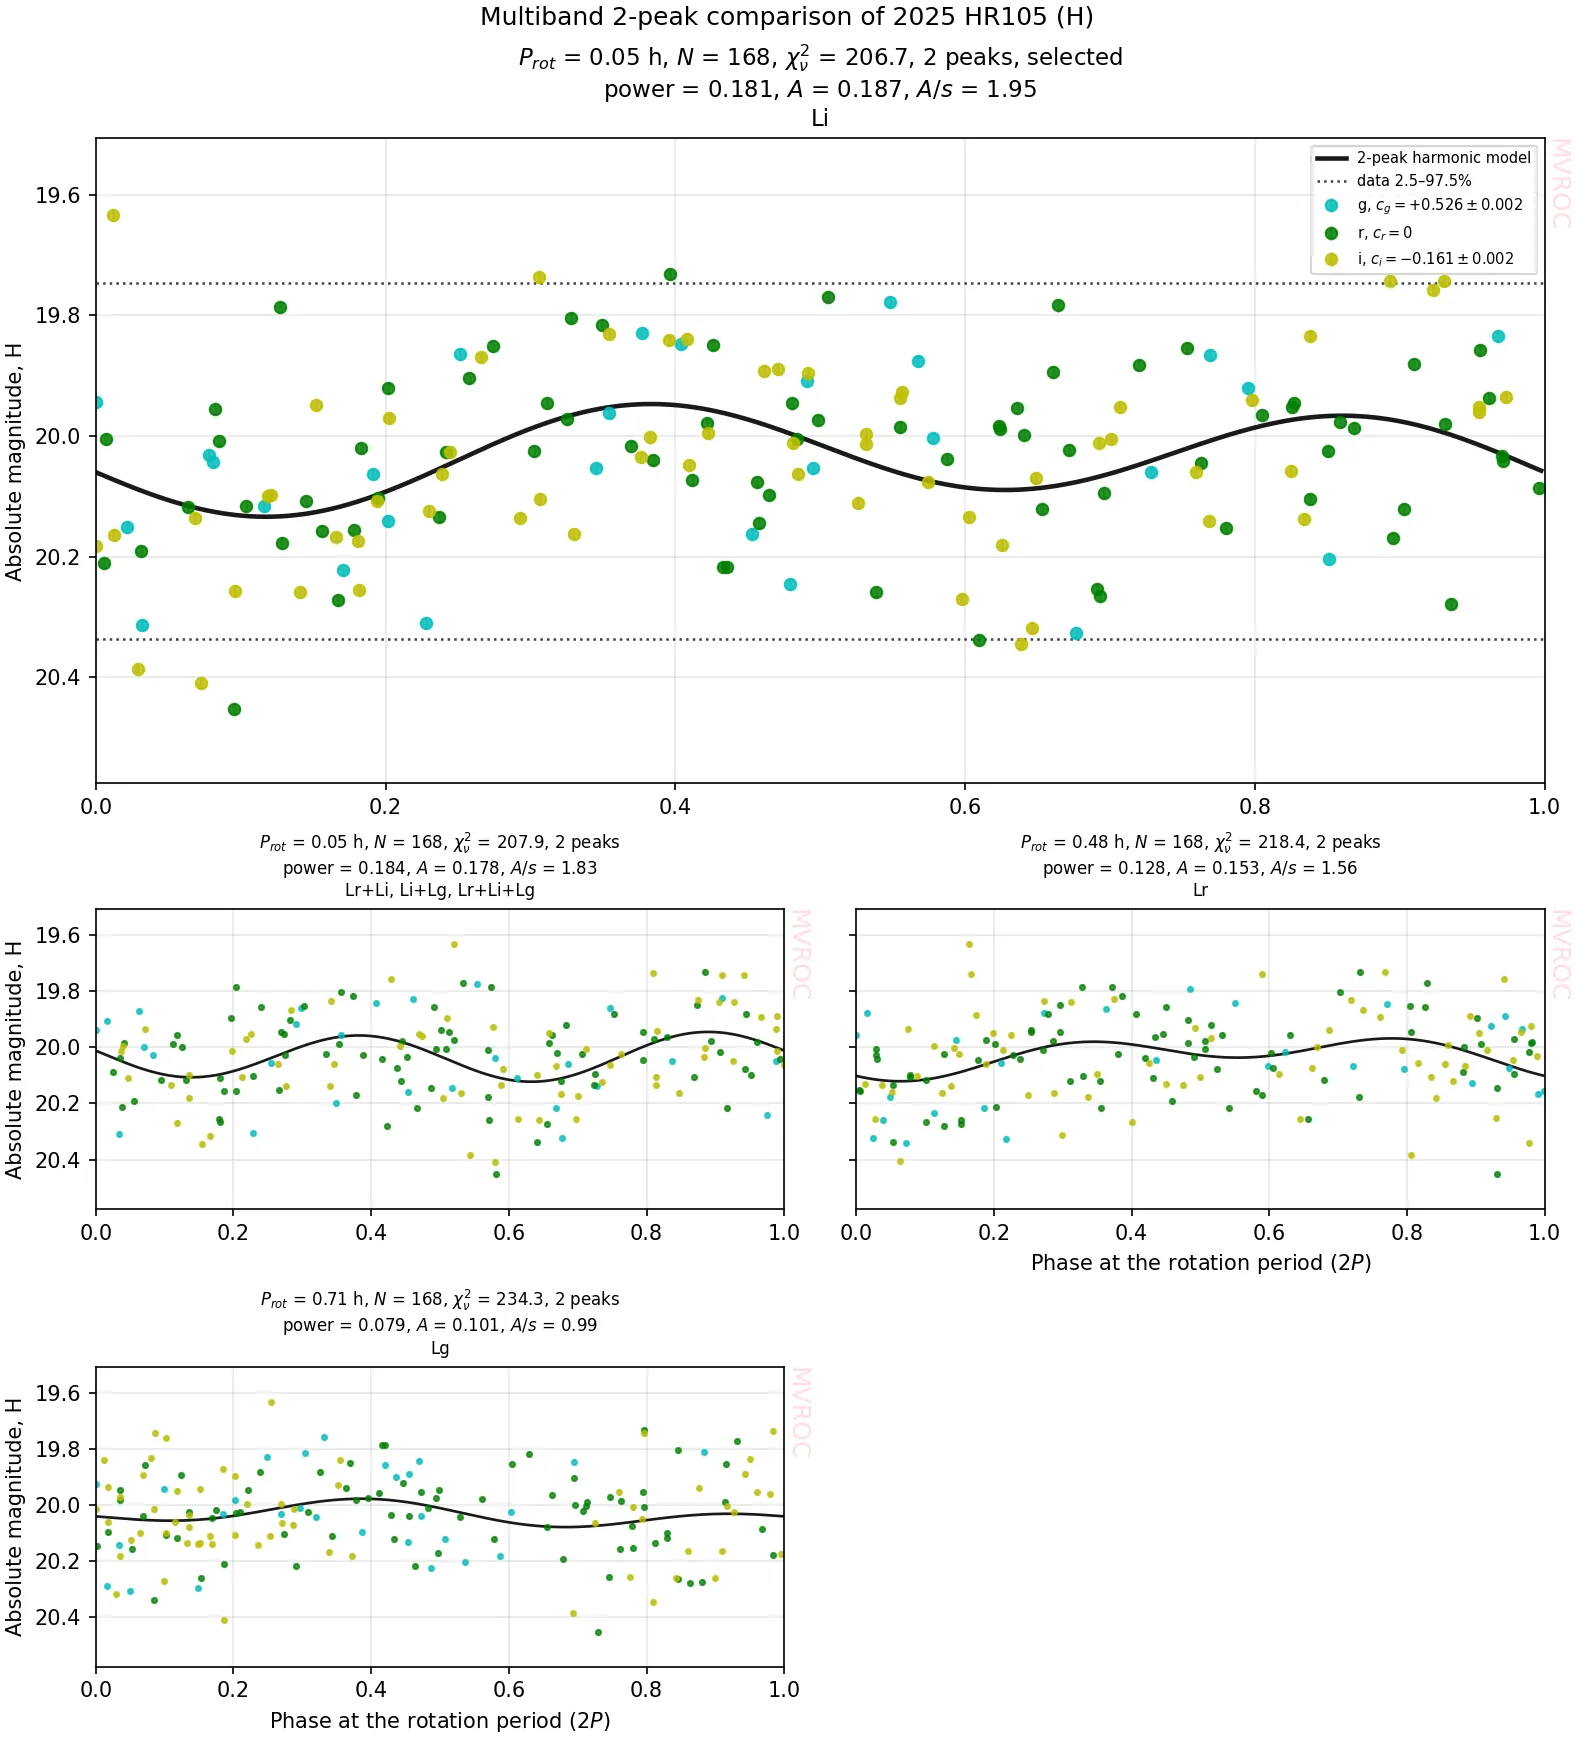 Multiband 2-peak comparison of 2025 HR105 (H)
P_rot = 0.05 h, N = 168, χ²_ν = 206.7, 2 peaks, selected
power = 0.181, A = 0.187, A/s = 1.95
Li
Absolute magnitude, H
19.6
19.8
20.0
20.2
20.4
2-peak harmonic model
data 2.5–97.5%
g, c_g = +0.526 ± 0.002
r, c_r = 0
i, c_i = −0.161 ± 0.002
MVROC
0.0 0.2 0.4 0.6 0.8 1.0
P_rot = 0.05 h, N = 168, χ²_ν = 207.9, 2 peaks
power = 0.184, A = 0.178, A/s = 1.83
Lr+Li, Li+Lg, Lr+Li+Lg
Absolute magnitude, H
19.6
19.8
20.0
20.2
20.4
MVROC
0.0 0.2 0.4 0.6 0.8 1.0
P_rot = 0.48 h, N = 168, χ²_ν = 218.4, 2 peaks
power = 0.128, A = 0.153, A/s = 1.56
Lr
MVROC
0.0 0.2 0.4 0.6 0.8 1.0
Phase at the rotation period (2P)
P_rot = 0.71 h, N = 168, χ²_ν = 234.3, 2 peaks
power = 0.079, A = 0.101, A/s = 0.99
Lg
Absolute magnitude, H
19.6
19.8
20.0
20.2
20.4
MVROC
0.0 0.2 0.4 0.6 0.8 1.0
Phase at the rotation period (2P)